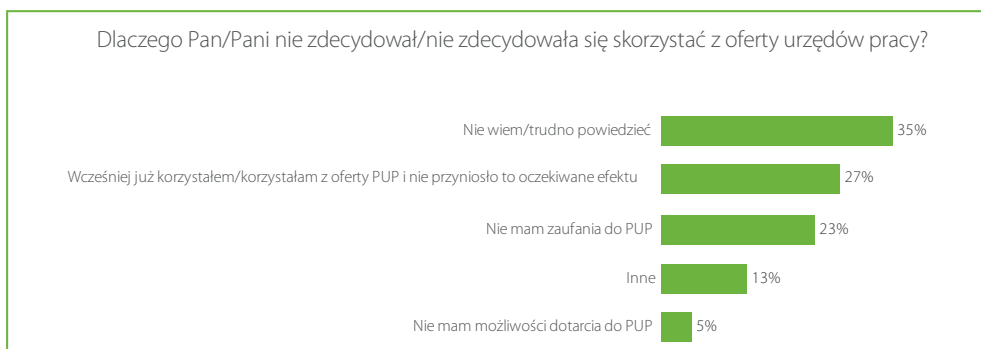 Dlaczego Pan/Pani nie zdecydował/nie zdecydowała się skorzystać z oferty urzędów pracy?
Nie wiem/trudno powiedzieć 35%
Wcześniej już korzystałem/korzystałam z oferty PUP i nie przyniosło to oczekiwane efektu 27%
Nie mam zaufania do PUP 23%
Inne 13%
Nie mam możliwości dotarcia do PUP 5%